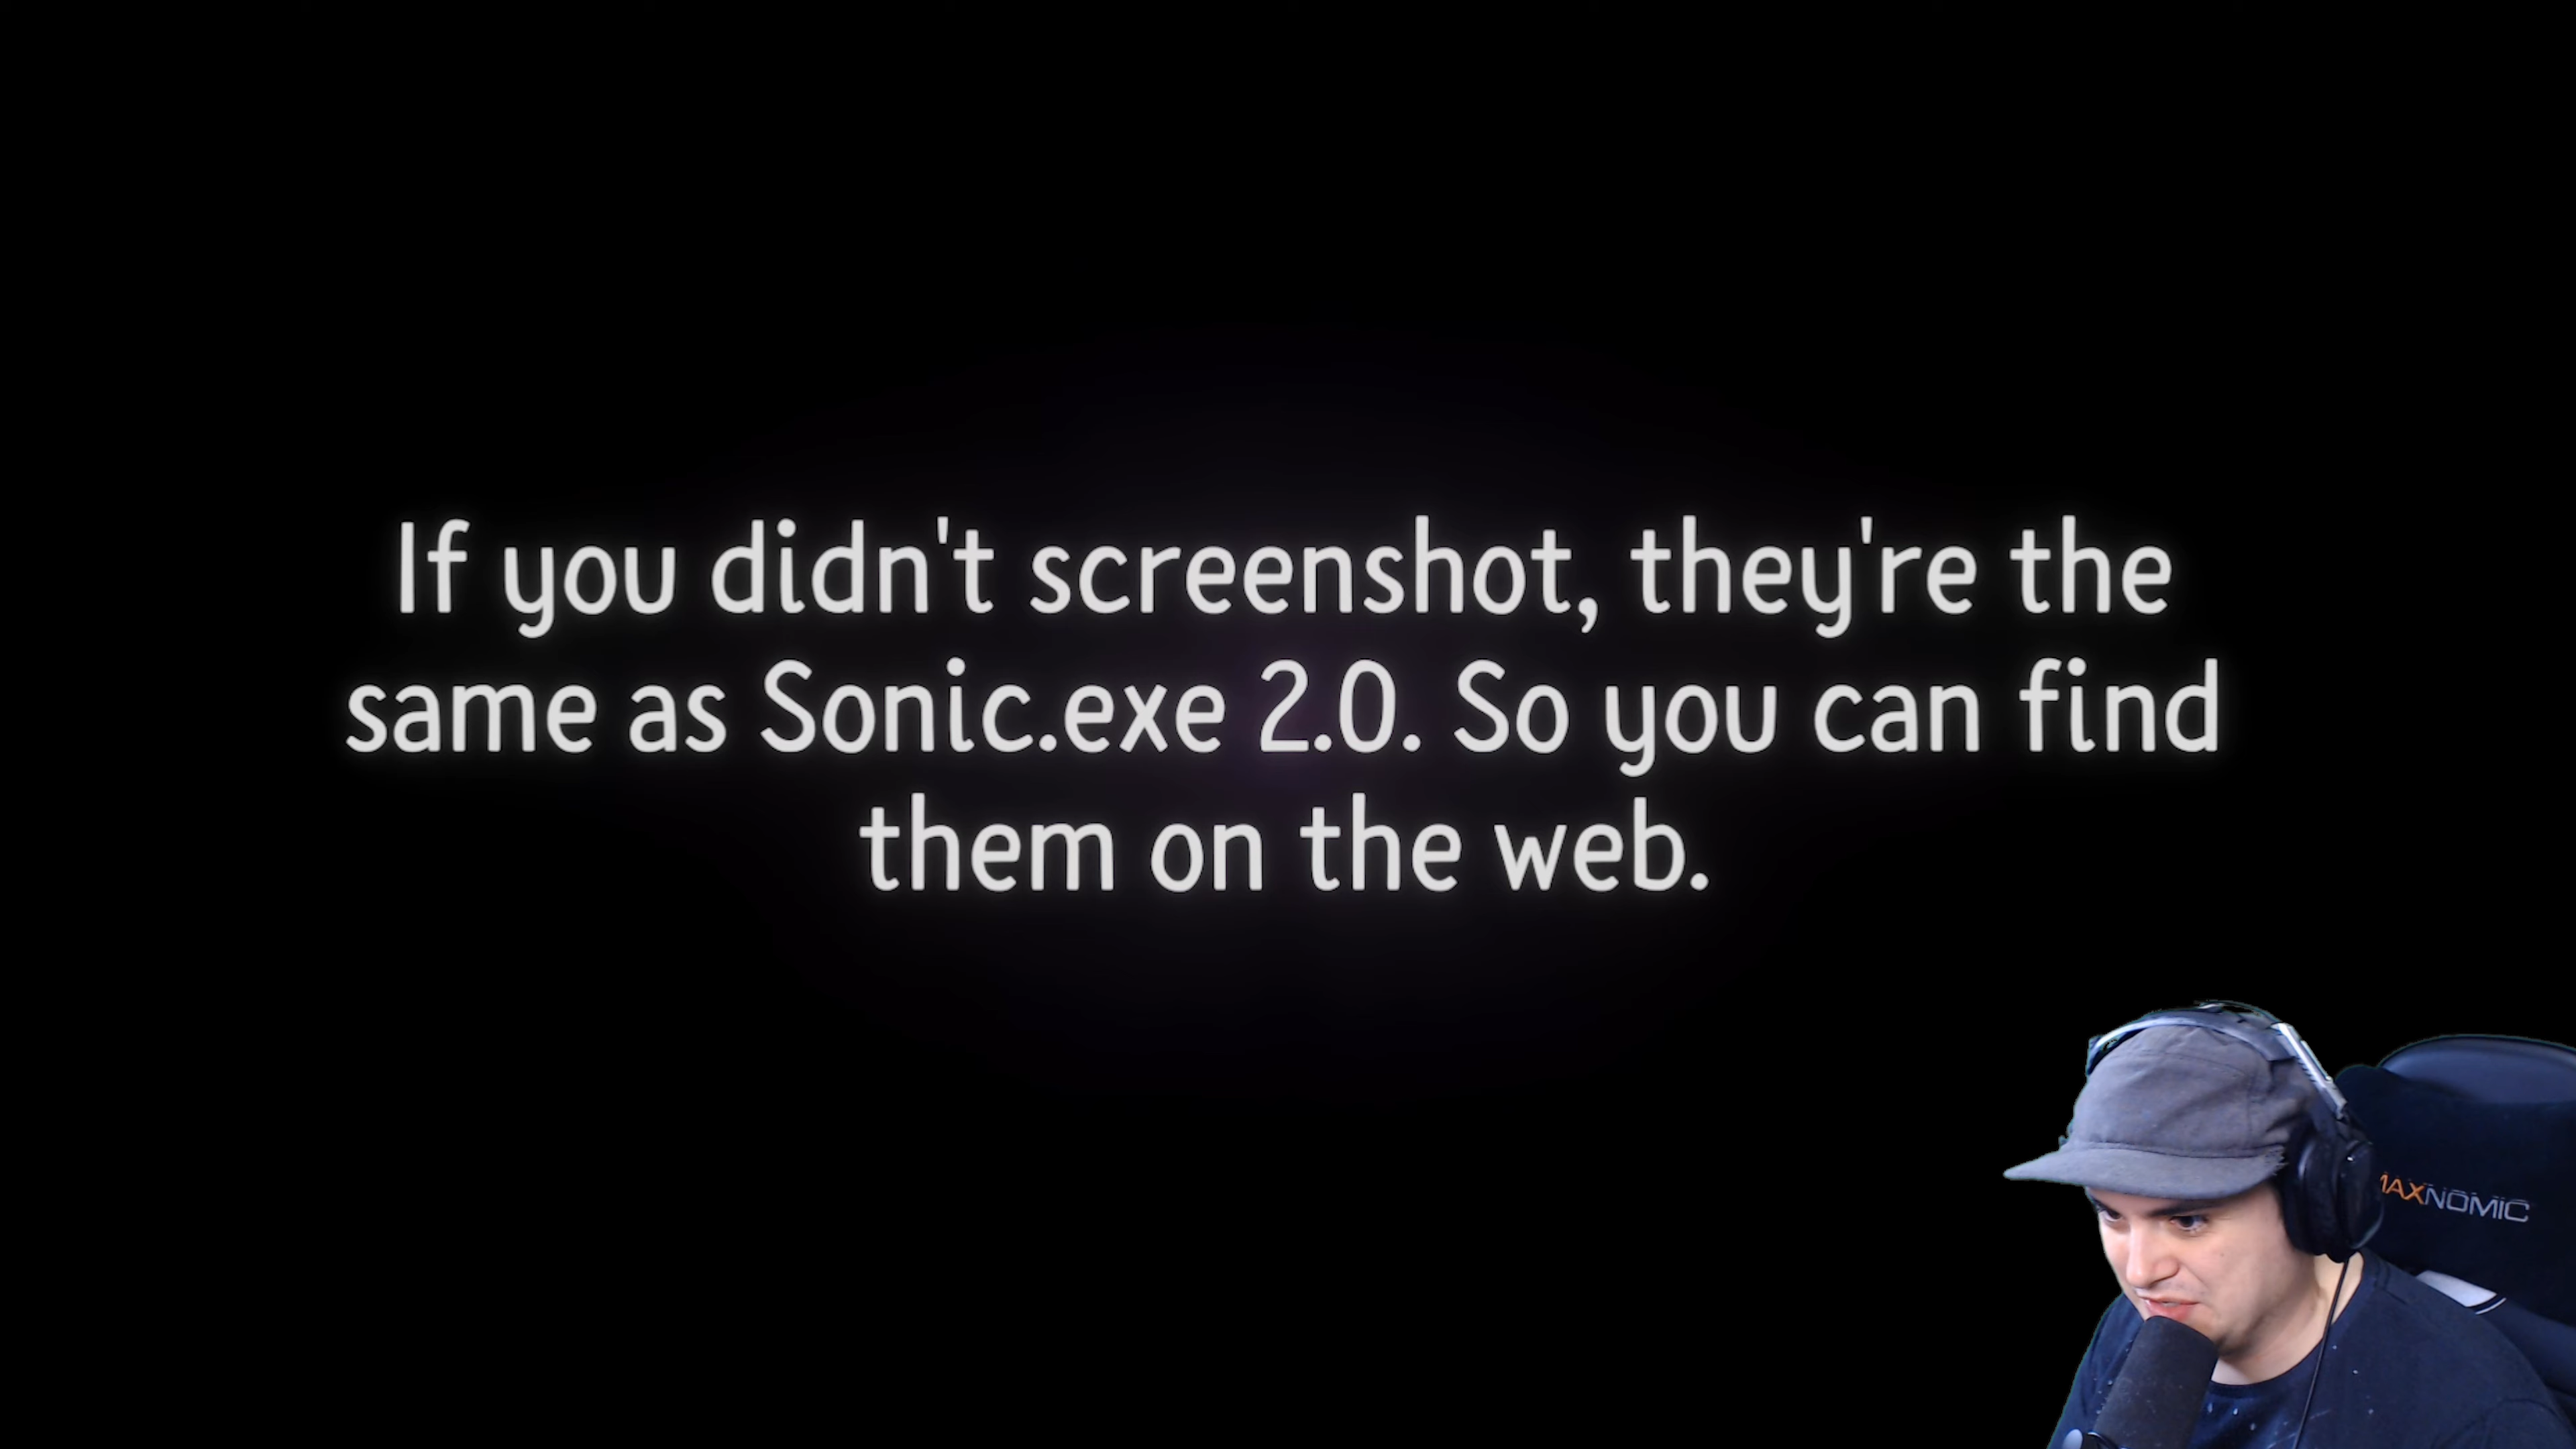 If you didn't screenshot, they're the
same as Sonic.exe 2.0. So you can find
them on the web.
MAXNOMIC